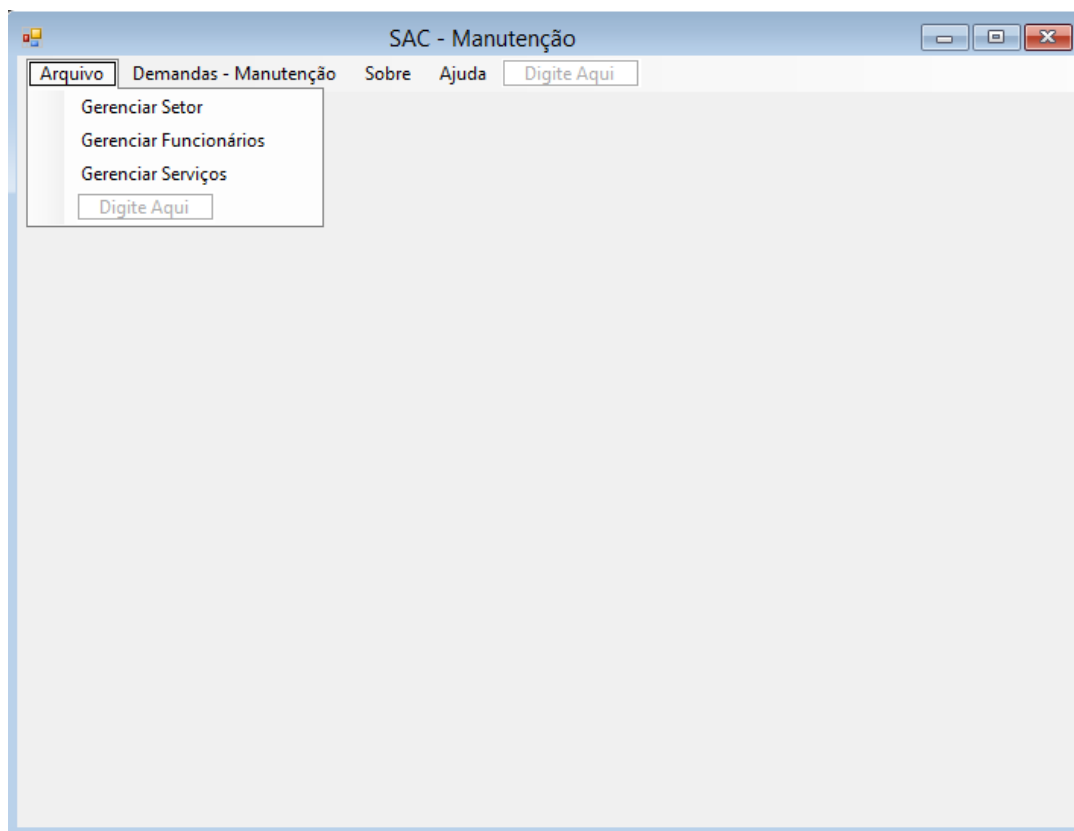 SAC - Manutenção
Arquivo Demandas - Manutenção Sobre Ajuda Digite Aqui
Gerenciar Setor
Gerenciar Funcionários
Gerenciar Serviços
Digite Aqui